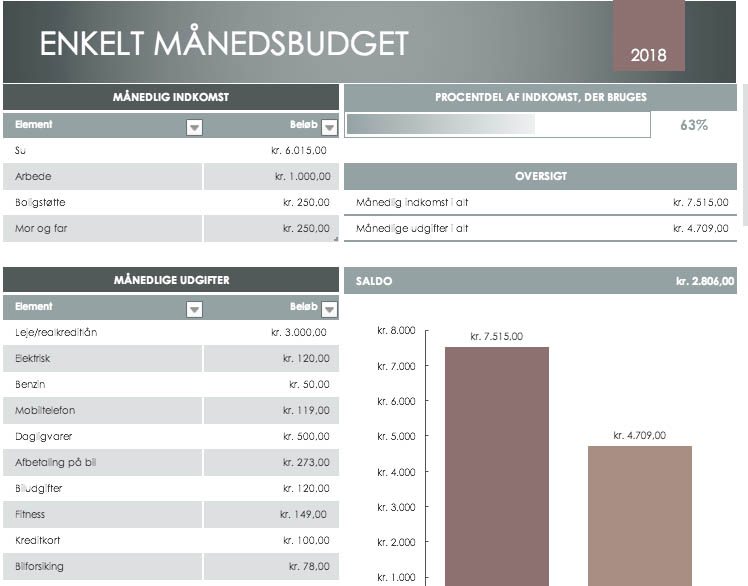 ENKELT MÅNEDSBUDGET
2018
MÅNEDLIG INDKOMST
Element Beløb
Su kr. 6.015,00
Arbede kr. 1.000,00
Boligstøtte kr. 250,00
Mor og far kr. 250,00
PROCENTDEL AF INDKOMST, DER BRUGES
63%
OVERSIGT
Månedlig indkomst i alt kr. 7.515,00
Månedlige udgifter i alt kr. 4.709,00
MÅNEDLIGE UDGIFTER
Element Beløb
Leje/realkreditlån kr. 3.000,00
Elektrisk kr. 120,00
Benzin kr. 50,00
Mobiltelefon kr. 119,00
Dagligvarer kr. 500,00
Afbetaling på bil kr. 273,00
Biludgifter kr. 120,00
Fitness kr. 149,00
Kreditkort kr. 100,00
Bilforsiking kr. 78,00
SALDO kr. 2.806,00
kr. 8.000
kr. 7.000
kr. 6.000
kr. 5.000
kr. 4.000
kr. 3.000
kr. 2.000
kr. 1.000
kr. 7.515,00
kr. 4.709,00